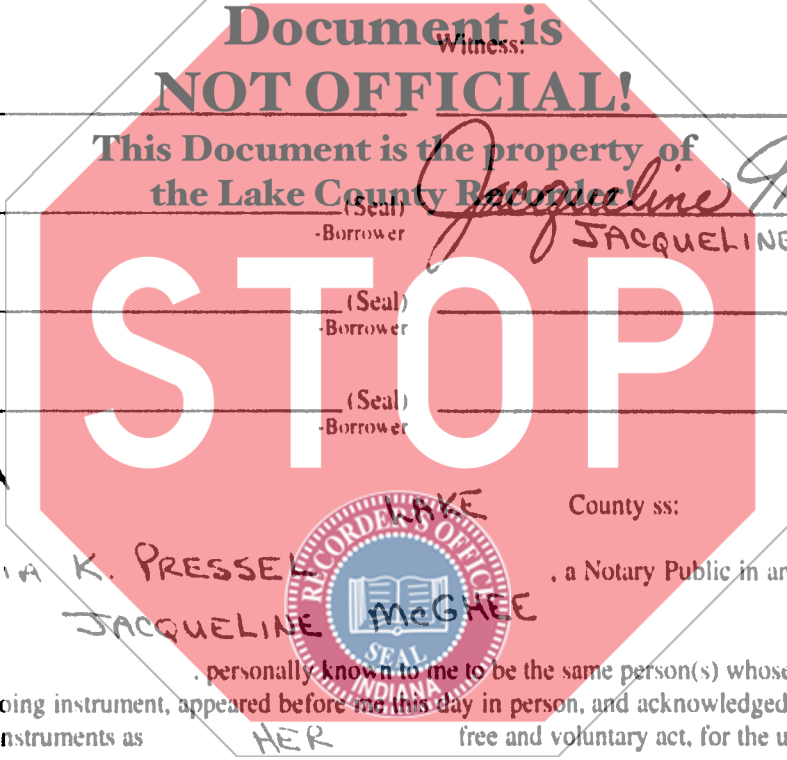 Document is
Witness:
NOT OFFICIAL!
This Document is the property of
the Lake County Recorder!
(Seal)
-Borrower
Jacqueline
JACQUELINE
STOP
(Seal)
-Borrower
(Seal)
-Borrower
LAKE County ss:
IA K. PRESSEL , a Notary Public in an
JACQUELINE McGHEE
RECORDER'S OFFICE
SEAL
INDIANA
, personally known to me to be the same person(s) whose
oing instrument, appeared before me this day in person, and acknowledged
nstruments as HER free and voluntary act, for the u